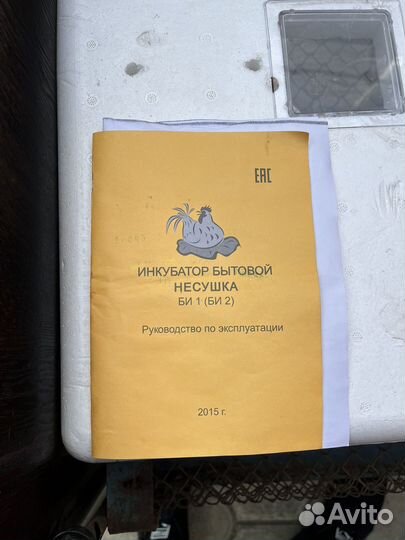 EAC
ИНКУБАТОР БЫТОВОЙ
НЕСУШКА
БИ 1 (БИ 2)
Руководство по эксплуатации
2015 г.
Avito